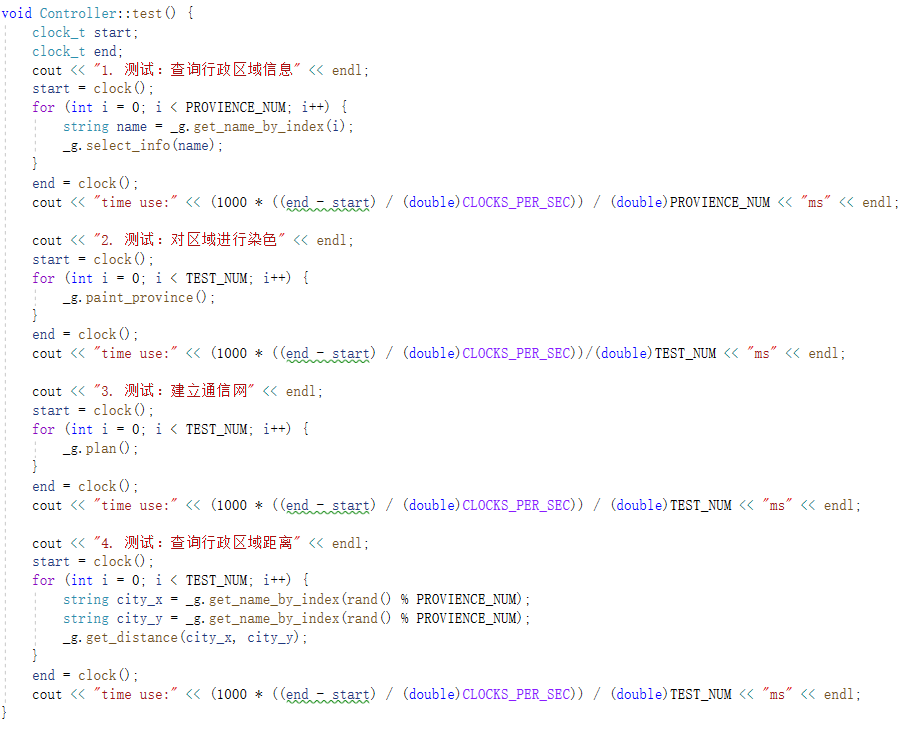 void Controller::test() {
    clock_t start;
    clock_t end;
    cout << "1. 测试：查询行政区域信息" << endl;
    start = clock();
    for (int i = 0; i < PROVIENCE_NUM; i++) {
        string name = _g.get_name_by_index(i);
        _g.select_info(name);
    }
    end = clock();
    cout << "time use:" << (1000 * ((end - start) / (double)CLOCKS_PER_SEC)) / (double)PROVIENCE_NUM << "ms" << endl;

    cout << "2. 测试：对区域进行染色" << endl;
    start = clock();
    for (int i = 0; i < TEST_NUM; i++) {
        _g.paint_province();
    }
    end = clock();
    cout << "time use:" << (1000 * ((end - start) / (double)CLOCKS_PER_SEC))/(double)TEST_NUM << "ms" << endl;

    cout << "3. 测试：建立通信网" << endl;
    start = clock();
    for (int i = 0; i < TEST_NUM; i++) {
        _g.plan();
    }
    end = clock();
    cout << "time use:" << (1000 * ((end - start) / (double)CLOCKS_PER_SEC)) / (double)TEST_NUM << "ms" << endl;

    cout << "4. 测试：查询行政区域距离" << endl;
    start = clock();
    for (int i = 0; i < TEST_NUM; i++) {
        string city_x = _g.get_name_by_index(rand() % PROVIENCE_NUM);
        string city_y = _g.get_name_by_index(rand() % PROVIENCE_NUM);
        _g.get_distance(city_x, city_y);
    }
    end = clock();
    cout << "time use:" << (1000 * ((end - start) / (double)CLOCKS_PER_SEC)) / (double)TEST_NUM << "ms" << endl;
}